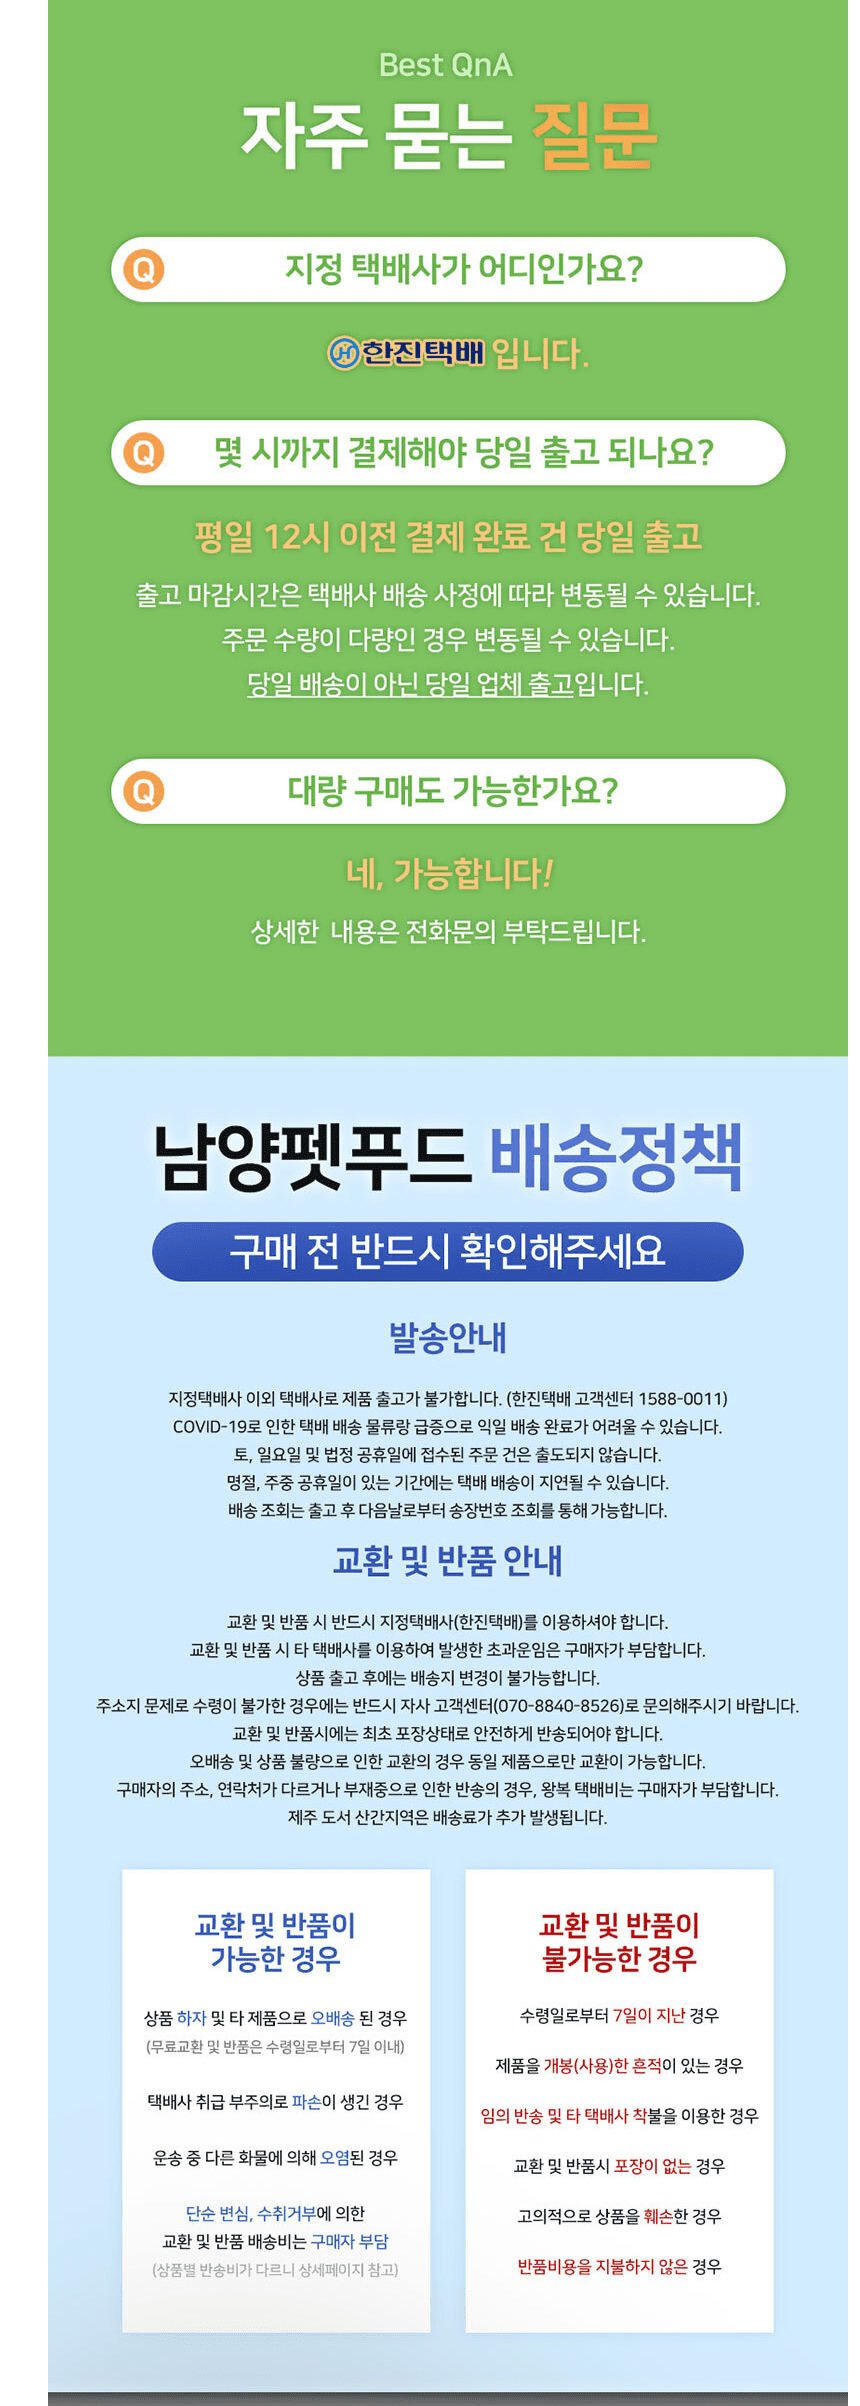 Best QnA
자주 묻는 질문
Q 지정 택배사가 어디인가요?
H 한진택배 입니다.
Q 몇 시까지 결제해야 당일 출고 되나요?
평일 12시 이전 결제 완료 건 당일 출고
출고 마감시간은 택배사 배송 사정에 따라 변동될 수 있습니다.
주문 수량이 다량인 경우 변동될 수 있습니다.
당일 배송이 아닌 당일 업체 출고입니다.
Q 대량 구매도 가능한가요?
네, 가능합니다!
상세한 내용은 전화문의 부탁드립니다.
남양펫푸드 배송정책
구매 전 반드시 확인해주세요
발송안내
지정택배사 이외 택배사로 제품 출고가 불가합니다. (한진택배 고객센터 1588-0011)
COVID-19로 인한 택배 배송 물류랑 급증으로 익일 배송 완료가 어려울 수 있습니다.
토, 일요일 및 법정 공휴일에 접수된 주문 건은 출도되지 않습니다.
명절, 주중 공휴일이 있는 기간에는 택배 배송이 지연될 수 있습니다.
배송 조회는 출고 후 다음날로부터 송장번호 조회를 통해 가능합니다.
교환 및 반품 안내
교환 및 반품 시 반드시 지정택배사(한진택배)를 이용하셔야 합니다.
교환 및 반품 시 타 택배사를 이용하여 발생한 초과운임은 구매자가 부담합니다.
상품 출고 후에는 배송지 변경이 불가능합니다.
주소지 문제로 수령이 불가한 경우에는 반드시 자사 고객센터(070-8840-8526)로 문의해주시기 바랍니다.
교환 및 반품시에는 최초 포장상태로 안전하게 반송되어야 합니다.
오배송 및 상품 불량으로 인한 교환의 경우 동일 제품으로만 교환이 가능합니다.
구매자의 주소, 연락처가 다르거나 부재중으로 인한 반송의 경우, 왕복 택배비는 구매자가 부담합니다.
제주 도서 산간지역은 배송료가 추가 발생됩니다.
교환 및 반품이
가능한 경우
상품 하자 및 타 제품으로 오배송 된 경우
(무료교환 및 반품은 수령일로부터 7일 이내)
택배사 취급 부주의로 파손이 생긴 경우
운송 중 다른 화물에 의해 오염된 경우
단순 변심, 수취거부에 의한
교환 및 반품 배송비는 구매자 부담
(상품별 반송비가 다르니 상세페이지 참고)
교환 및 반품이
불가능한 경우
수령일로부터 7일이 지난 경우
제품을 개봉(사용)한 흔적이 있는 경우
임의 반송 및 타 택배사 착불을 이용한 경우
교환 및 반품시 포장이 없는 경우
고의적으로 상품을 훼손한 경우
반품비용을 지불하지 않은 경우